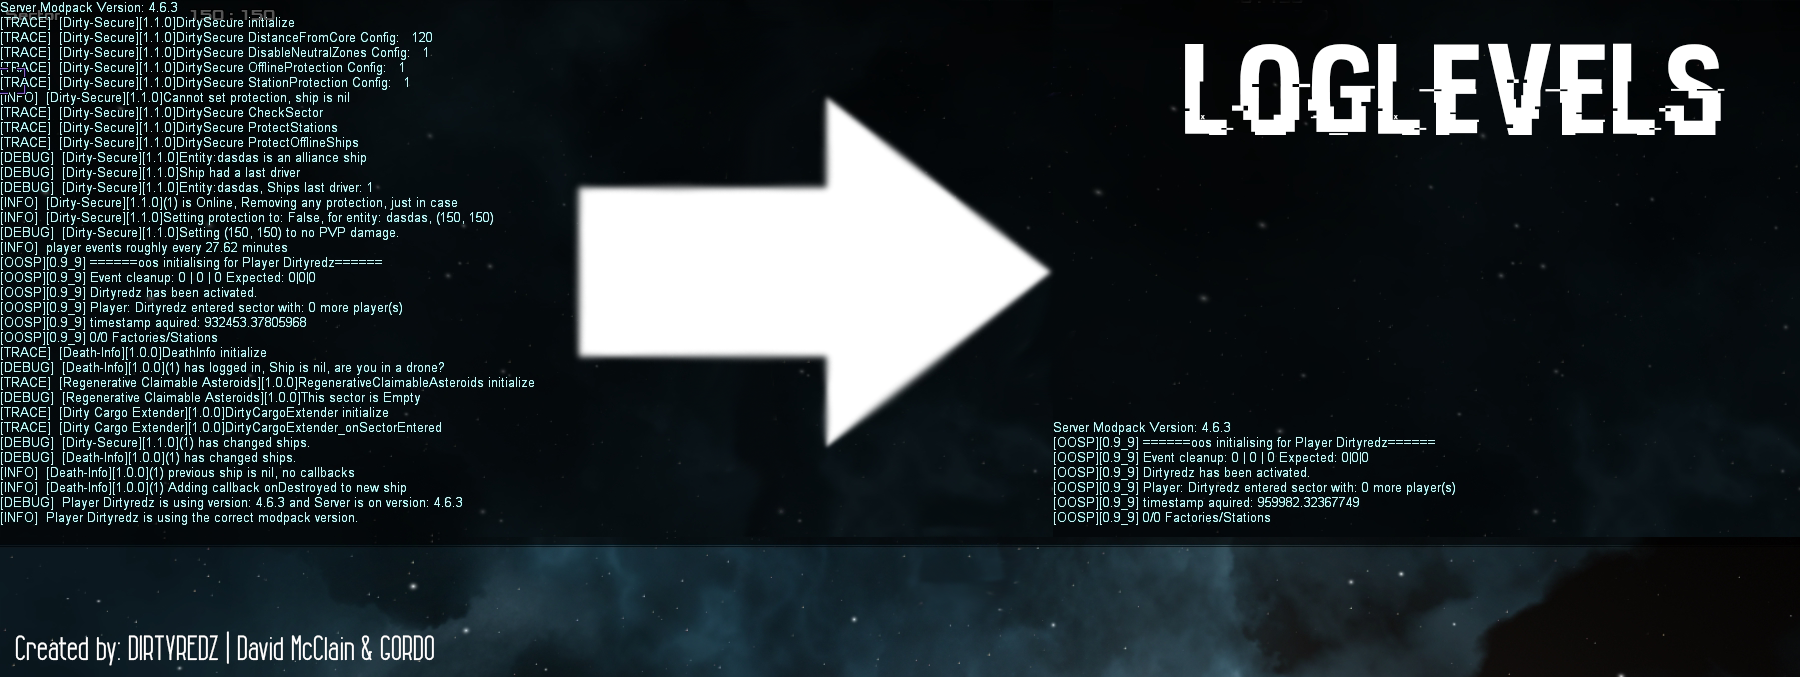 Server Modpack Version: 4.6.3
150 : 150
[TRACE] [Dirty-Secure][1.1.0]DirtySecure initialize
[TRACE] [Dirty-Secure][1.1.0]DirtySecure DistanceFromCore Config: 120
[TRACE] [Dirty-Secure][1.1.0]DirtySecure DisableNeutralZones Config: 1
[TRACE] [Dirty-Secure][1.1.0]DirtySecure OfflineProtection Config: 1
[TRACE] [Dirty-Secure][1.1.0]DirtySecure StationProtection Config: 1
[INFO] [Dirty-Secure][1.1.0]Cannot set protection, ship is nil
[TRACE] [Dirty-Secure][1.1.0]DirtySecure CheckSector
[TRACE] [Dirty-Secure][1.1.0]DirtySecure ProtectStations
[TRACE] [Dirty-Secure][1.1.0]DirtySecure ProtectOfflineShips
[DEBUG] [Dirty-Secure][1.1.0]Entity:dasdas is an alliance ship
[DEBUG] [Dirty-Secure][1.1.0]Ship had a last driver
[DEBUG] [Dirty-Secure][1.1.0]Entity:dasdas, Ships last driver: 1
[INFO] [Dirty-Secure][1.1.0](1) is Online, Removing any protection, just in case
[INFO] [Dirty-Secure][1.1.0]Setting protection to: False, for entity: dasdas, (150, 150)
[DEBUG] [Dirty-Secure][1.1.0]Setting (150, 150) to no PVP damage.
[INFO] player events roughly every 27.62 minutes
[OOSP][0.9_9] ======oos initialising for Player Dirtyredz======
[OOSP][0.9_9] Event cleanup: 0 | 0 | 0 Expected: 0|0|0
[OOSP][0.9_9] Dirtyredz has been activated.
[OOSP][0.9_9] Player: Dirtyredz entered sector with: 0 more player(s)
[OOSP][0.9_9] timestamp aquired: 932453.37805968
[OOSP][0.9_9] 0/0 Factories/Stations
[TRACE] [Death-Info][1.0.0]DeathInfo initialize
[DEBUG] [Death-Info][1.0.0](1) has logged in, Ship is nil, are you in a drone?
[TRACE] [Regenerative Claimable Asteroids][1.0.0]RegenerativeClaimableAsteroids initialize
[DEBUG] [Regenerative Claimable Asteroids][1.0.0]This sector is Empty
[TRACE] [Dirty Cargo Extender][1.0.0]DirtyCargoExtender initialize
[TRACE] [Dirty Cargo Extender][1.0.0]DirtyCargoExtender_onSectorEntered
[DEBUG] [Dirty-Secure][1.1.0](1) has changed ships.
[DEBUG] [Death-Info][1.0.0](1) has changed ships.
[INFO] [Death-Info][1.0.0](1) previous ship is nil, no callbacks
[INFO] [Death-Info][1.0.0](1) Adding callback onDestroyed to new ship
[DEBUG] Player Dirtyredz is using version: 4.6.3 and Server is on version: 4.6.3
[INFO] Player Dirtyredz is using the correct modpack version.
LOGLEVELS
Server Modpack Version: 4.6.3
[OOSP][0.9_9] ======oos initialising for Player Dirtyredz======
[OOSP][0.9_9] Event cleanup: 0 | 0 | 0 Expected: 0|0|0
[OOSP][0.9_9] Dirtyredz has been activated.
[OOSP][0.9_9] Player: Dirtyredz entered sector with: 0 more player(s)
[OOSP][0.9_9] timestamp aquired: 959982.32367749
[OOSP][0.9_9] 0/0 Factories/Stations
Created by: DIRTYREDZ | David McClain & GORDO